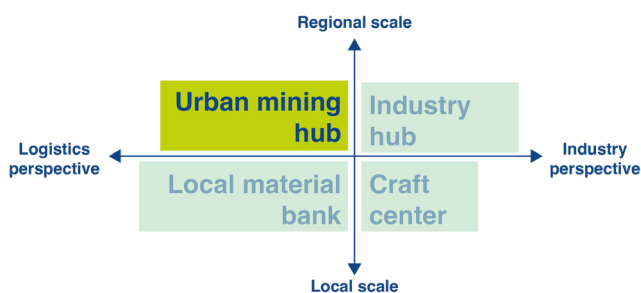 Regional scale
Urban mining
hub
Industry
hub
Logistics
perspective
Industry
perspective
Local material
bank
Craft
center
Local scale